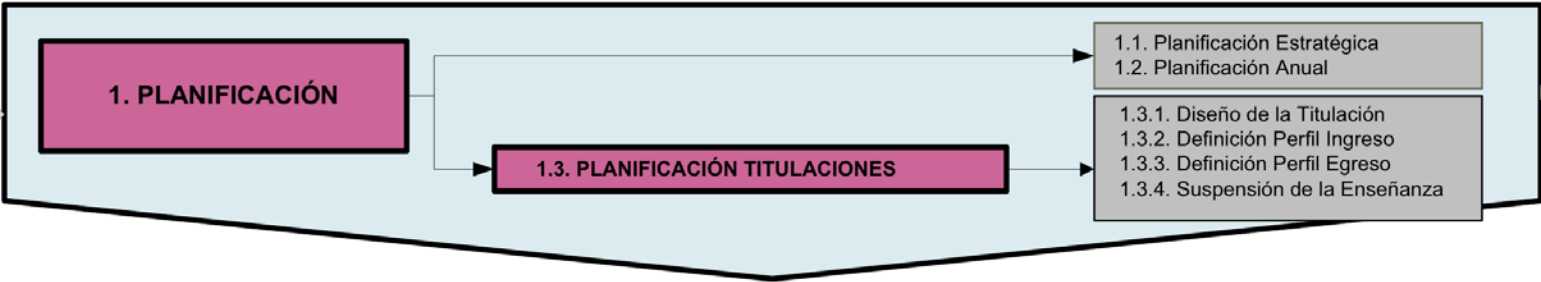 1. PLANIFICACIÓN
1.1. Planificación Estratégica
1.2. Planificación Anual
1.3. PLANIFICACIÓN TITULACIONES
1.3.1. Diseño de la Titulación
1.3.2. Definición Perfil Ingreso
1.3.3. Definición Perfil Egreso
1.3.4. Suspensión de la Enseñanza